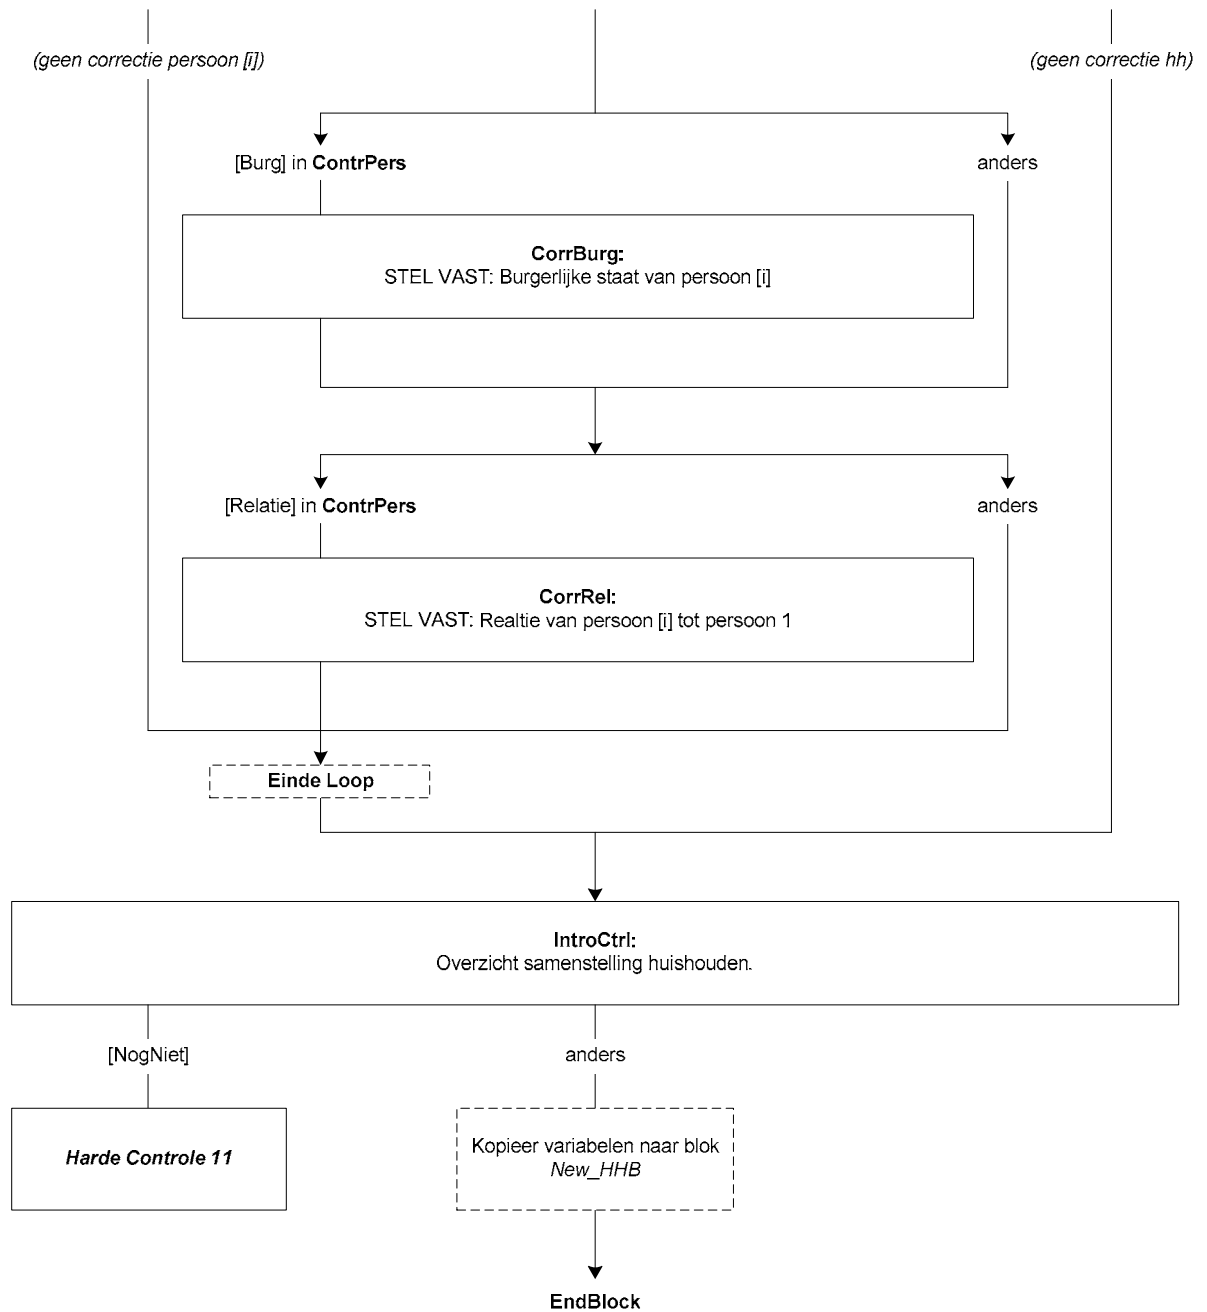 (geen correctie persoon [i])
(geen correctie hh)
[Burg] in ContrPers
anders
CorrBurg:
STEL VAST: Burgerlijke staat van persoon [i]
[Relatie] in ContrPers
anders
CorrRel:
STEL VAST: Realtie van persoon [i] tot persoon 1
Einde Loop
IntroCtrl:
Overzicht samenstelling huishouden.
[NogNiet]
anders
Harde Controle 11
Kopieer variabelen naar blok
New_HHB
EndBlock